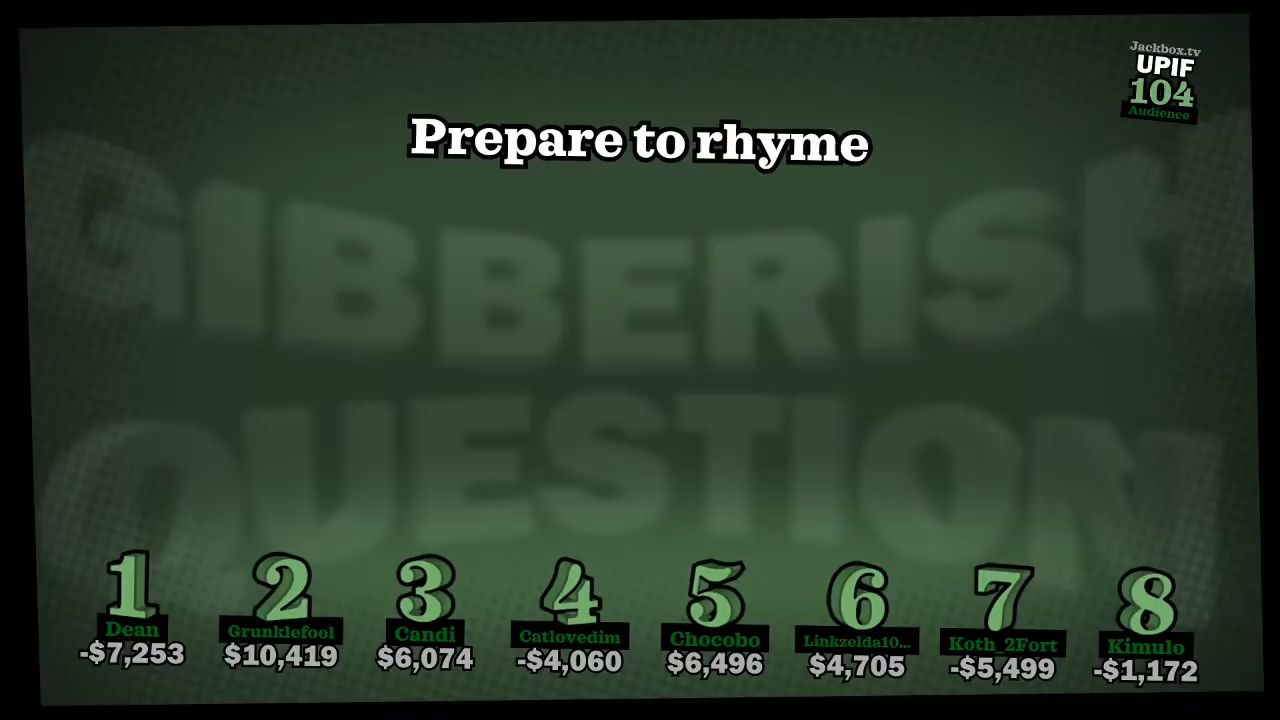 Jackbox.tv
UPIF
104
Audience
Prepare to rhyme
GIBBERISH
QUESTION
1 2 3 4 5 6 7 8
Dean Grunklefool Candi Catlovedim Chocobo Linkzelda10... Koth_2Fort Kimulo
-$7,253 $10,419 $6,074 -$4,060 $6,496 $4,705 -$5,499 -$1,172